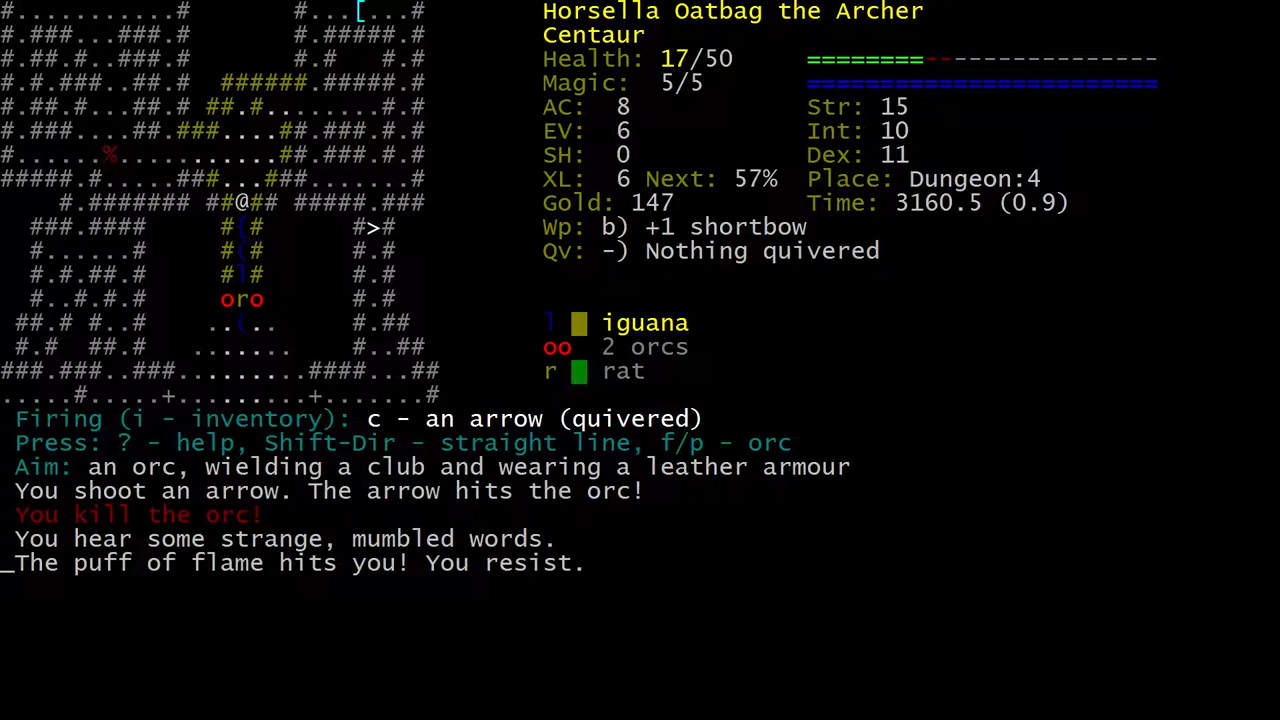 #...........#         #...[...#        Horsella Oatbag the Archer
#.###...###.#         #.#####.#        Centaur
#.##.....##.#         #.#   #.#        Health: 17/50     ========--------------
#.#.###..##.#  ######.#####.#        Magic:  5/5      ========================
#.##.#...##.# ##.#........#.#        AC:  8            Str: 15
#.###....##.###....##.###.#.#        EV:  6            Int: 10
#......%...........##.###.#.#        SH:  0            Dex: 11
#####.#.....###...###.......#        XL:  6 Next: 57%  Place: Dungeon:4
    #.####### ##@## #####.###        Gold: 147         Time: 3160.5 (0.9)
  ###.####     #(#      #>#          Wp: b) +1 shortbow
  #......#     #(#      #.#          Qv: -) Nothing quivered
  #.#.##.#     #l#      #.#
  #..#.#.#     oro      #.#
 ##.# #..#    ..(..     #.##         l   iguana
 #.#  ##.#   .......    #..##        oo  2 orcs
###.###..###.........####...##       r   rat
.....#.....+.........+.......#
Firing (i - inventory): c - an arrow (quivered)
Press: ? - help, Shift-Dir - straight line, f/p - orc
Aim: an orc, wielding a club and wearing a leather armour
You shoot an arrow. The arrow hits the orc!
You kill the orc!
You hear some strange, mumbled words.
_The puff of flame hits you! You resist.